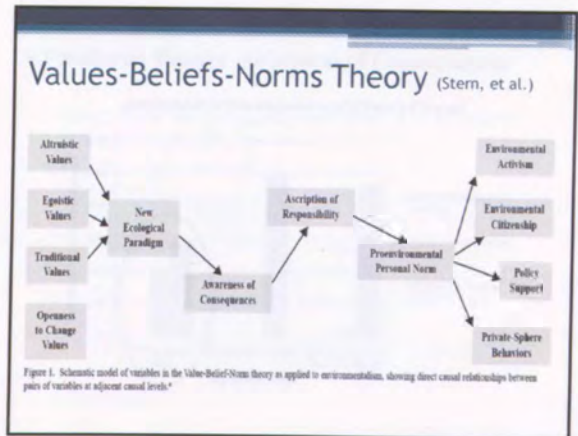 Values-Beliefs-Norms Theory (Stern, et al.)
Altruistic
Values
Egoistic
Values
Traditional
Values
Openness
to Change
Values
New
Ecological
Paradigm
Awareness of
Consequences
Ascription of
Responsibility
Proenvironmental
Personal Norm
Environmental
Activism
Environmental
Citizenship
Policy
Support
Private-Sphere
Behaviors
Figure 1. Schematic model of variables in the Value-Belief-Norm theory as applied to environmentalism, showing direct causal relationships between
pairs of variables at adjacent causal levels.